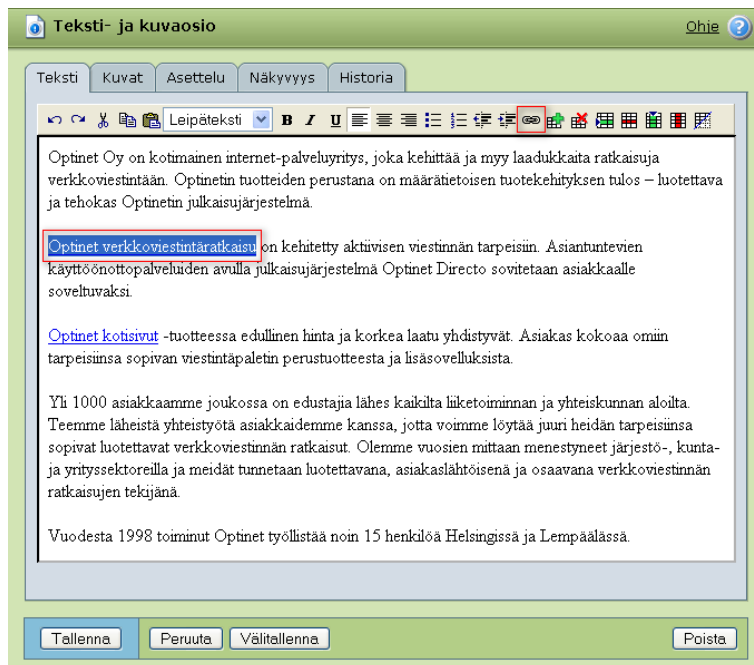 Teksti- ja kuvaosio
Ohje ?
Teksti Kuvat Asettelu Näkyvyys Historia
Leipäteksti B I U
Optinet Oy on kotimainen internet-palveluyritys, joka kehittää ja myy laadukkaita ratkaisuja
verkkoviestintään. Optinetin tuotteiden perustana on määrätietoisen tuotekehityksen tulos – luotettava
ja tehokas Optinetin julkaisujärjestelmä.
Optinet verkkoviestintäratkaisu on kehitetty aktiivisen viestinnän tarpeisiin. Asiantuntevien
käyttöönottopalveluiden avulla julkaisujärjestelmä Optinet Directo sovitetaan asiakkaalle
soveltuvaksi.
Optinet kotisivut -tuotteessa edullinen hinta ja korkea laatu yhdistyvät. Asiakas kokoaa omiin
tarpeisiinsa sopivan viestintäpaletin perustuotteesta ja lisäsovelluksista.
Yli 1000 asiakkaamme joukossa on edustajia lähes kaikilta liiketoiminnan ja yhteiskunnan aloilta.
Teemme läheistä yhteistyötä asiakkaidemme kanssa, jotta voimme löytää juuri heidän tarpeisiinsa
sopivat luotettavat verkkoviestinnän ratkaisut. Olemme vuosien mittaan menestyneet järjestö-, kunta-
ja yrityssektoreilla ja meidät tunnetaan luotettavana, asiakaslähtöisenä ja osaavana verkkoviestinnän
ratkaisujen tekijänä.
Vuodesta 1998 toiminut Optinet työllistää noin 15 henkilöä Helsingissä ja Lempäälässä.
Tallenna Peruuta Välitallenna Poista